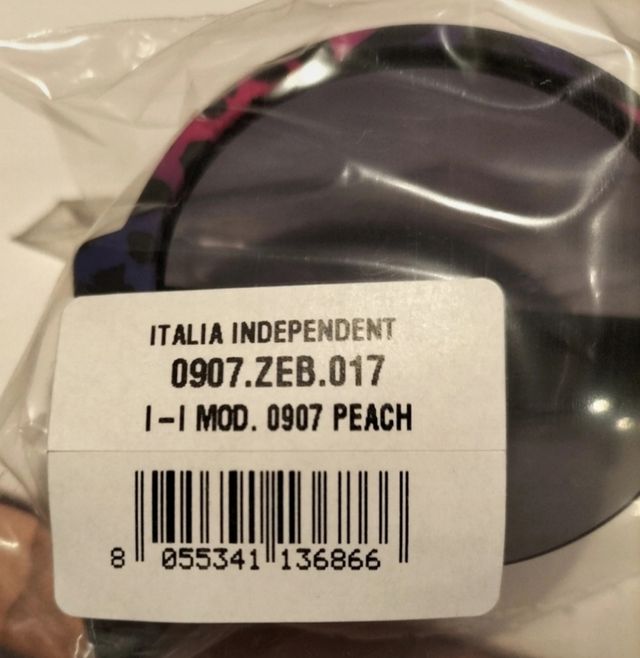 ITALIA INDEPENDENT
0907.ZEB.017
I-I MOD. 0907 PEACH
8 055341 136866